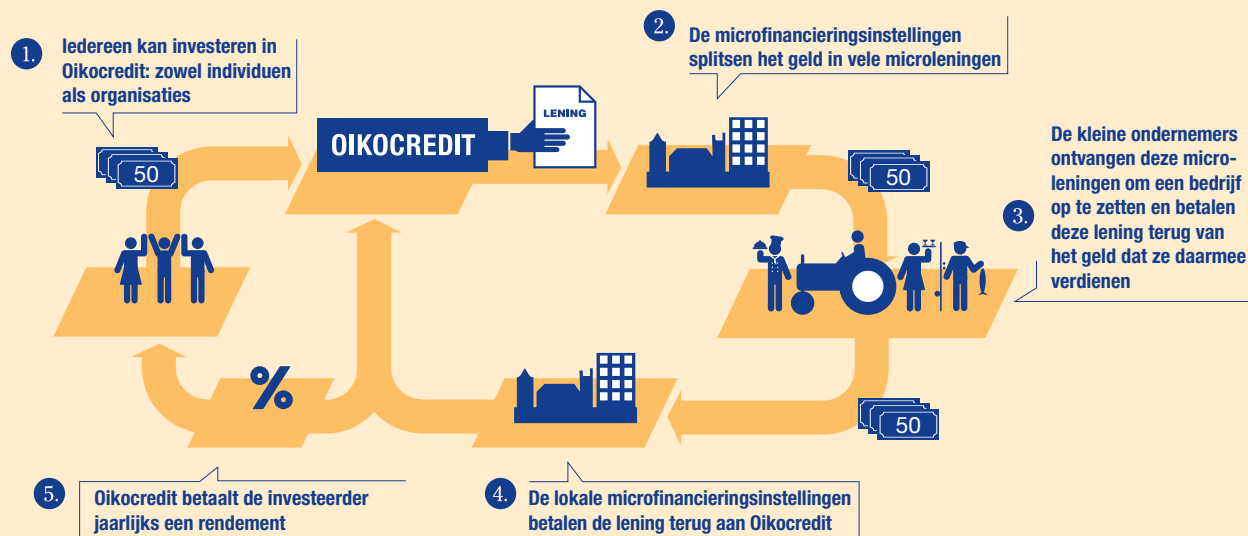 1.
Iedereen kan investeren in
Oikocredit: zowel individuen
als organisaties
50
OIKOCREDIT
LENING
2.
De microfinancieringsinstellingen
splitsen het geld in vele microleningen
50
3.
De kleine ondernemers
ontvangen deze micro-
leningen om een bedrijf
op te zetten en betalen
deze lening terug van
het geld dat ze daarmee
verdienen
50
4.
De lokale microfinancieringsinstellingen
betalen de lening terug aan Oikocredit
%
5.
Oikocredit betaalt de investeerder
jaarlijks een rendement